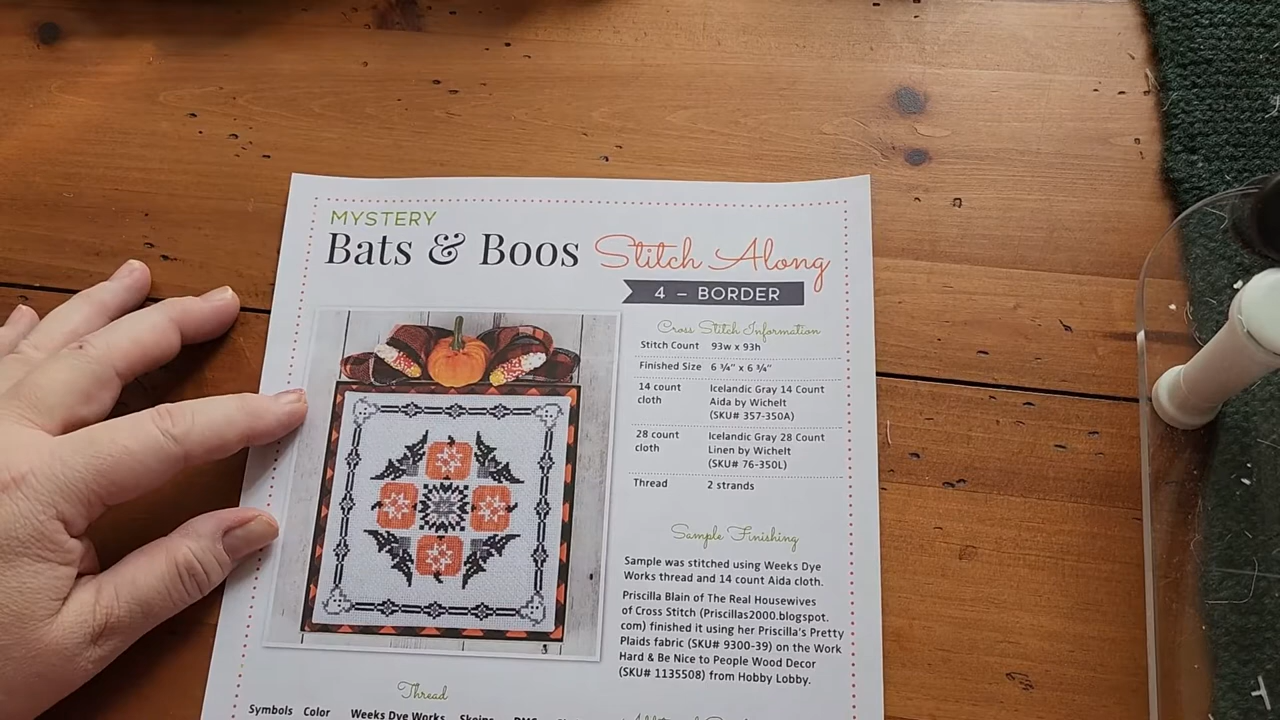 MYSTERY
Bats & Boos Stitch Along
4 – BORDER
Cross Stitch Information
Stitch Count 93w x 93h
Finished Size 6 ¾" x 6 ¾"
14 count cloth
Icelandic Gray 14 Count
Aida by Wichelt
(SKU# 357-350A)
28 count cloth
Icelandic Gray 28 Count
Linen by Wichelt
(SKU# 76-350L)
Thread 2 strands
Sample Finishing
Sample was stitched using Weeks Dye
Works thread and 14 count Aida cloth.
Priscilla Blain of The Real Housewives
of Cross Stitch (Priscillas2000.blogspot.
com) finished it using her Priscilla's Pretty
Plaids fabric (SKU# 9300-39) on the Work
Hard & Be Nice to People Wood Decor
(SKU# 1135508) from Hobby Lobby.
Thread
Symbols Color Weeks Dye Works Skeins DMC